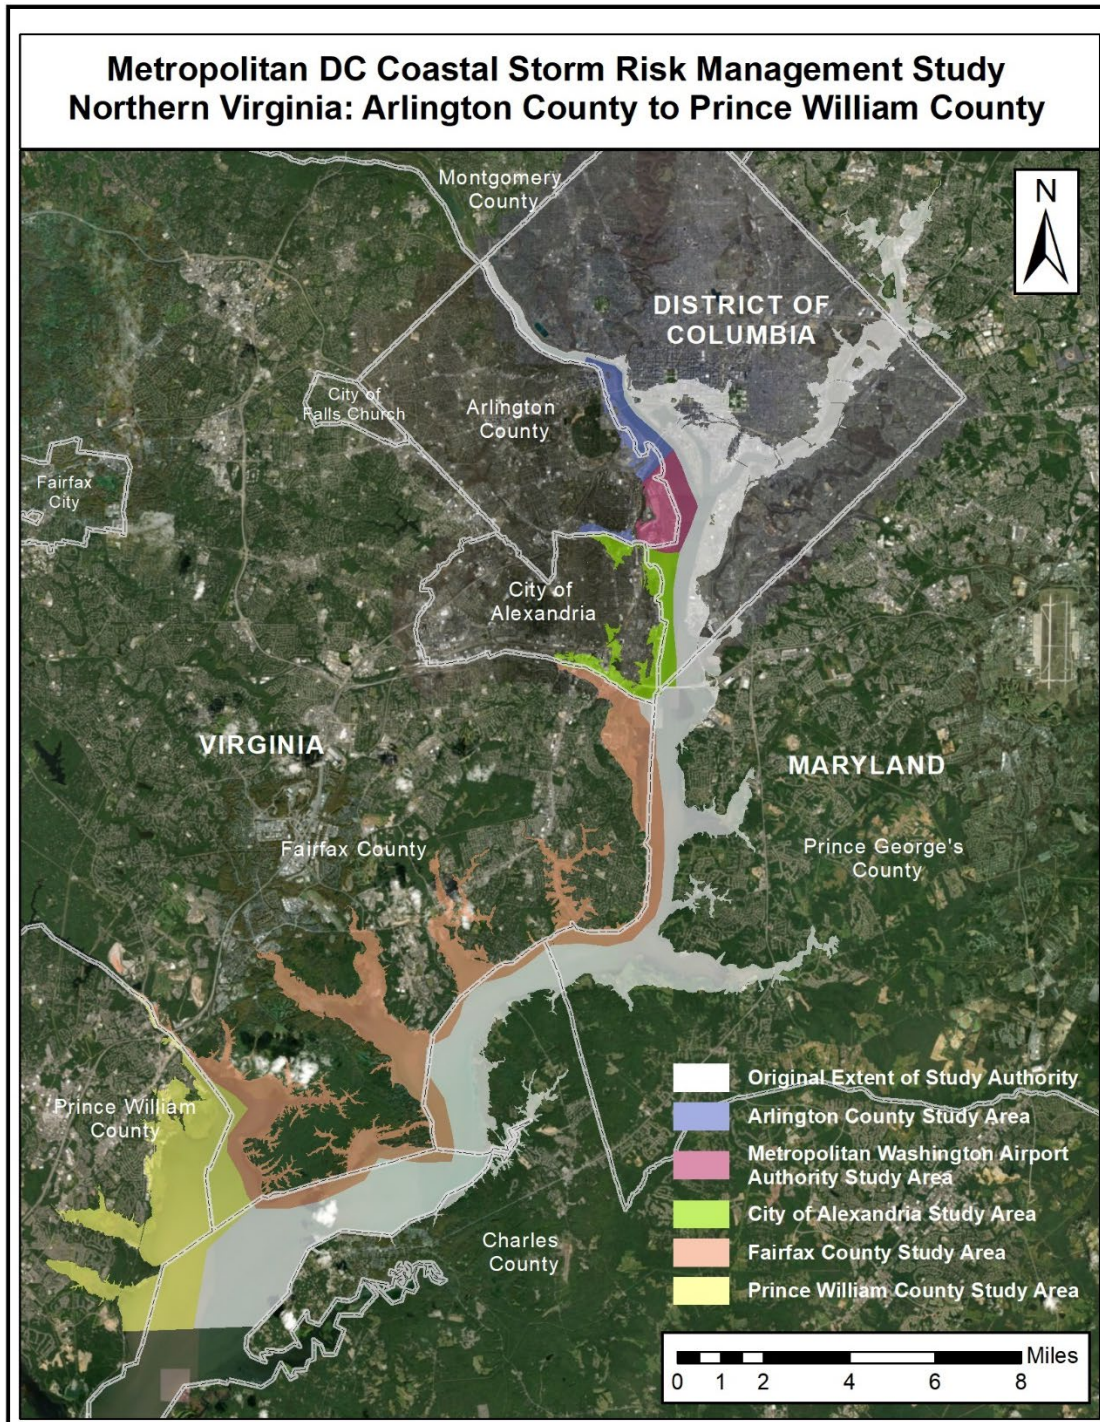 Metropolitan DC Coastal Storm Risk Management Study
Northern Virginia: Arlington County to Prince William County
N
Montgomery
County
DISTRICT OF
COLUMBIA
City of
Falls Church
Arlington
County
Fairfax
City
City of
Alexandria
VIRGINIA
MARYLAND
Fairfax County
Prince George's
County
Prince William
County
Charles
County
Original Extent of Study Authority
Arlington County Study Area
Metropolitan Washington Airport
Authority Study Area
City of Alexandria Study Area
Fairfax County Study Area
Prince William County Study Area
Miles
0 1 2 4 6 8